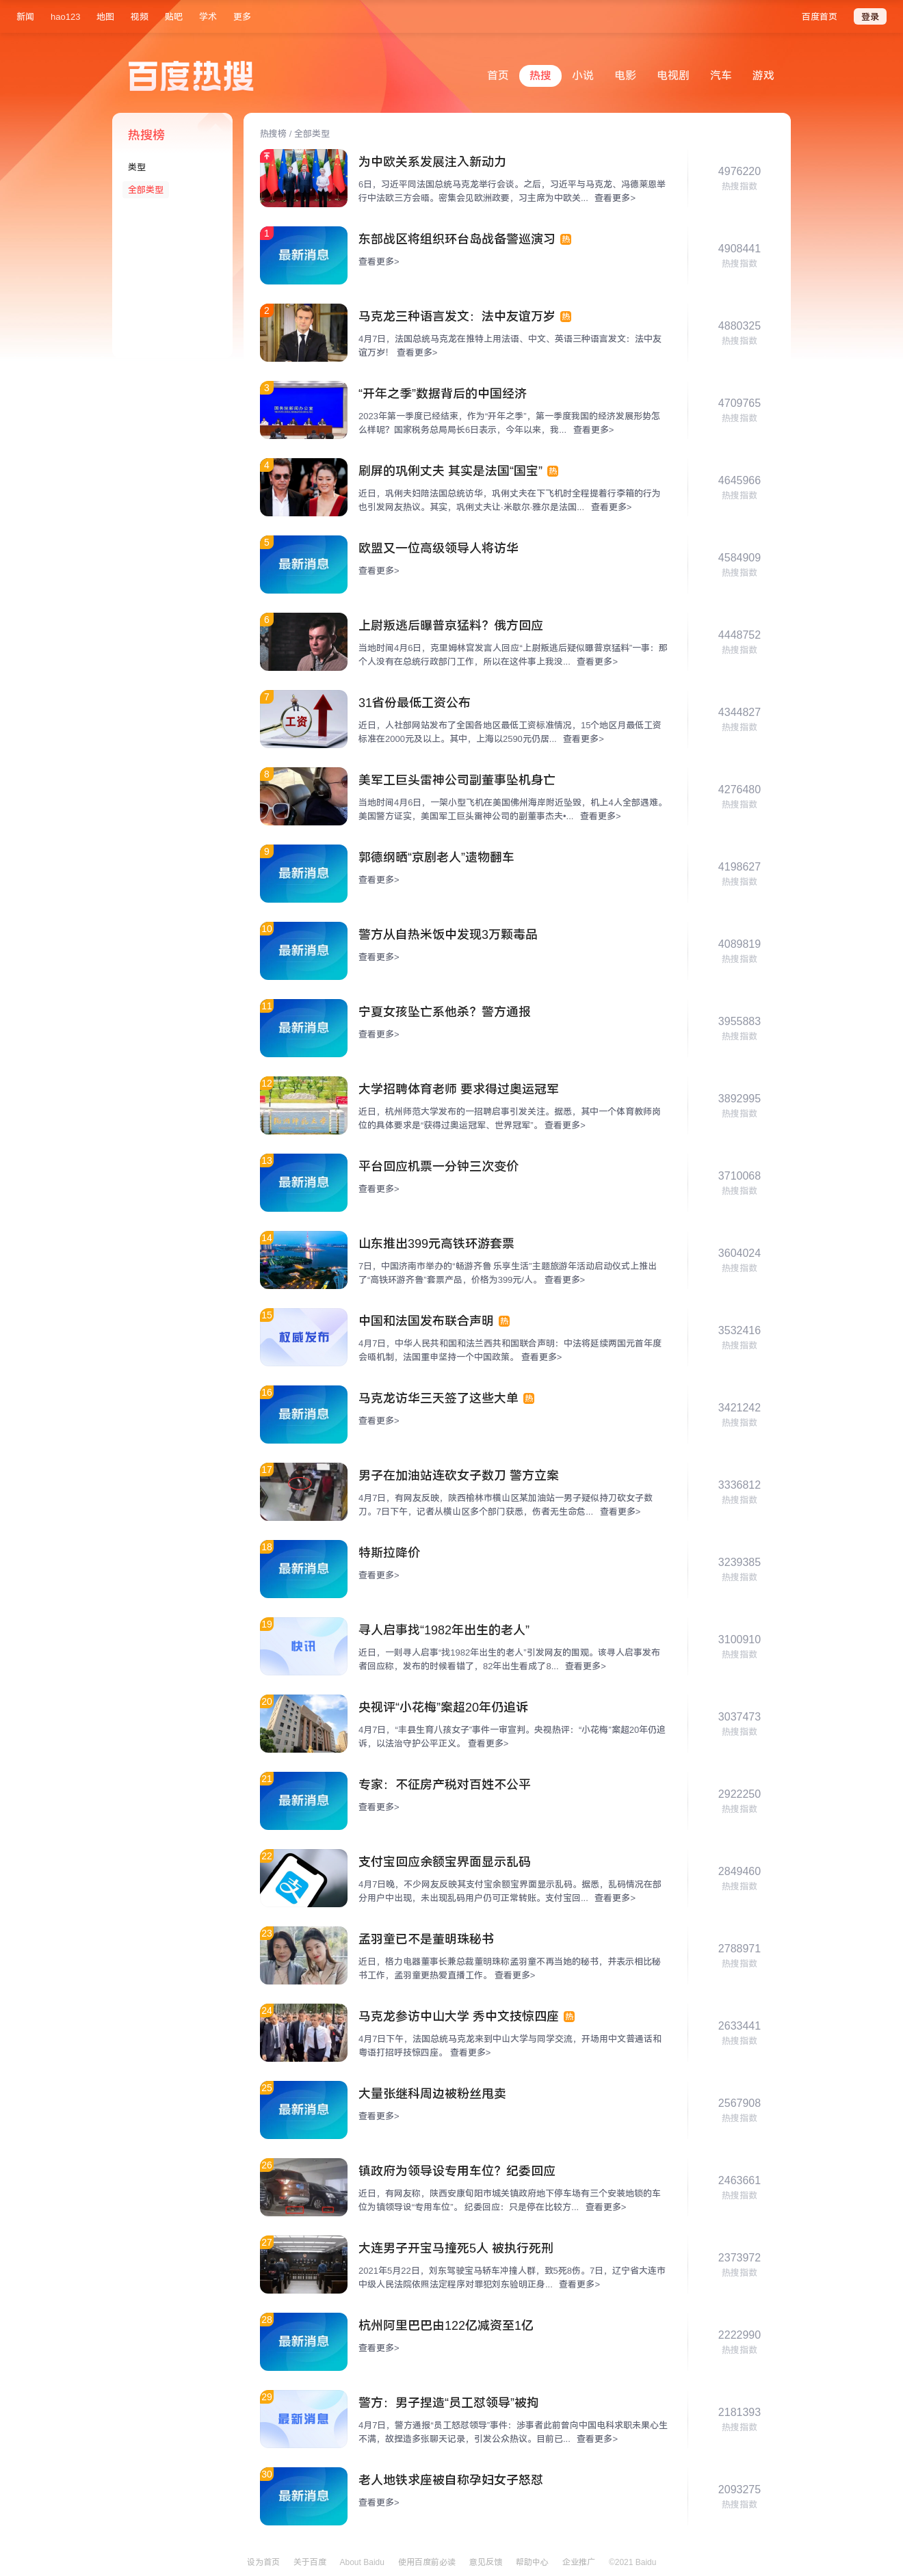 新闻 hao123 地图 视频 贴吧 学术 更多 百度首页 登录
百度热搜
首页 热搜 小说 电影 电视剧 汽车 游戏
热搜榜
类型
全部类型
热搜榜 / 全部类型
为中欧关系发展注入新动力
6日，习近平同法国总统马克龙举行会谈。之后，习近平与马克龙、冯德莱恩举
行中法欧三方会晤。密集会见欧洲政要，习主席为中欧关... 查看更多>
4976220
热搜指数
1
最新消息
东部战区将组织环台岛战备警巡演习 热
查看更多>
4908441
热搜指数
2
马克龙三种语言发文：法中友谊万岁 热
4月7日，法国总统马克龙在推特上用法语、中文、英语三种语言发文：法中友
谊万岁！ 查看更多>
4880325
热搜指数
3
“开年之季”数据背后的中国经济
2023年第一季度已经结束，作为“开年之季”，第一季度我国的经济发展形势怎
么样呢？国家税务总局局长6日表示，今年以来，我... 查看更多>
4709765
热搜指数
4
刷屏的巩俐丈夫 其实是法国“国宝” 热
近日，巩俐夫妇陪法国总统访华，巩俐丈夫在下飞机时全程提着行李箱的行为
也引发网友热议。其实，巩俐丈夫让·米歇尔·雅尔是法国... 查看更多>
4645966
热搜指数
5
最新消息
欧盟又一位高级领导人将访华
查看更多>
4584909
热搜指数
6
上尉叛逃后曝普京猛料？俄方回应
当地时间4月6日，克里姆林宫发言人回应“上尉叛逃后疑似曝普京猛料”一事：那
个人没有在总统行政部门工作，所以在这件事上我没... 查看更多>
4448752
热搜指数
7
工资
31省份最低工资公布
近日，人社部网站发布了全国各地区最低工资标准情况，15个地区月最低工资
标准在2000元及以上。其中，上海以2590元仍居... 查看更多>
4344827
热搜指数
8
美军工巨头雷神公司副董事坠机身亡
当地时间4月6日，一架小型飞机在美国佛州海岸附近坠毁，机上4人全部遇难。
美国警方证实，美国军工巨头雷神公司的副董事杰夫•... 查看更多>
4276480
热搜指数
9
最新消息
郭德纲晒“京剧老人”遗物翻车
查看更多>
4198627
热搜指数
10
最新消息
警方从自热米饭中发现3万颗毒品
查看更多>
4089819
热搜指数
11
最新消息
宁夏女孩坠亡系他杀？警方通报
查看更多>
3955883
热搜指数
12
大学招聘体育老师 要求得过奥运冠军
近日，杭州师范大学发布的一招聘启事引发关注。据悉，其中一个体育教师岗
位的具体要求是“获得过奥运冠军、世界冠军”。 查看更多>
3892995
热搜指数
13
最新消息
平台回应机票一分钟三次变价
查看更多>
3710068
热搜指数
14
山东推出399元高铁环游套票
7日，中国济南市举办的“畅游齐鲁 乐享生活”主题旅游年活动启动仪式上推出
了“高铁环游齐鲁”套票产品，价格为399元/人。 查看更多>
3604024
热搜指数
15
权威发布
中国和法国发布联合声明 热
4月7日，中华人民共和国和法兰西共和国联合声明：中法将延续两国元首年度
会晤机制，法国重申坚持一个中国政策。 查看更多>
3532416
热搜指数
16
最新消息
马克龙访华三天签了这些大单 热
查看更多>
3421242
热搜指数
17
男子在加油站连砍女子数刀 警方立案
4月7日，有网友反映，陕西榆林市横山区某加油站一男子疑似持刀砍女子数
刀。7日下午，记者从横山区多个部门获悉，伤者无生命危... 查看更多>
3336812
热搜指数
18
最新消息
特斯拉降价
查看更多>
3239385
热搜指数
19
快讯
寻人启事找“1982年出生的老人”
近日，一则寻人启事“找1982年出生的老人”引发网友的围观。该寻人启事发布
者回应称，发布的时候看错了，82年出生看成了8... 查看更多>
3100910
热搜指数
20
央视评“小花梅”案超20年仍追诉
4月7日，“丰县生育八孩女子”事件一审宣判。央视热评：“小花梅”案超20年仍追
诉，以法治守护公平正义。 查看更多>
3037473
热搜指数
21
最新消息
专家：不征房产税对百姓不公平
查看更多>
2922250
热搜指数
22
支
支付宝回应余额宝界面显示乱码
4月7日晚，不少网友反映其支付宝余额宝界面显示乱码。据悉，乱码情况在部
分用户中出现，未出现乱码用户仍可正常转账。支付宝回... 查看更多>
2849460
热搜指数
23
孟羽童已不是董明珠秘书
近日，格力电器董事长兼总裁董明珠称孟羽童不再当她的秘书，并表示相比秘
书工作，孟羽童更热爱直播工作。 查看更多>
2788971
热搜指数
24
马克龙参访中山大学 秀中文技惊四座 热
4月7日下午，法国总统马克龙来到中山大学与同学交流，开场用中文普通话和
粤语打招呼技惊四座。 查看更多>
2633441
热搜指数
25
最新消息
大量张继科周边被粉丝甩卖
查看更多>
2567908
热搜指数
26
镇政府为领导设专用车位？纪委回应
近日，有网友称，陕西安康旬阳市城关镇政府地下停车场有三个安装地锁的车
位为镇领导设“专用车位”。 纪委回应：只是停在比较方... 查看更多>
2463661
热搜指数
27
大连男子开宝马撞死5人 被执行死刑
2021年5月22日，刘东驾驶宝马轿车冲撞人群，致5死8伤。7日，辽宁省大连市
中级人民法院依照法定程序对罪犯刘东验明正身... 查看更多>
2373972
热搜指数
28
最新消息
杭州阿里巴巴由122亿减资至1亿
查看更多>
2222990
热搜指数
29
最新消息
警方：男子捏造“员工怼领导”被拘
4月7日，警方通报“员工怒怼领导”事件：涉事者此前曾向中国电科求职未果心生
不满，故捏造多张聊天记录，引发公众热议。目前已... 查看更多>
2181393
热搜指数
30
最新消息
老人地铁求座被自称孕妇女子怒怼
查看更多>
2093275
热搜指数
设为首页 关于百度 About Baidu 使用百度前必读 意见反馈 帮助中心 企业推广 ©2021 Baidu